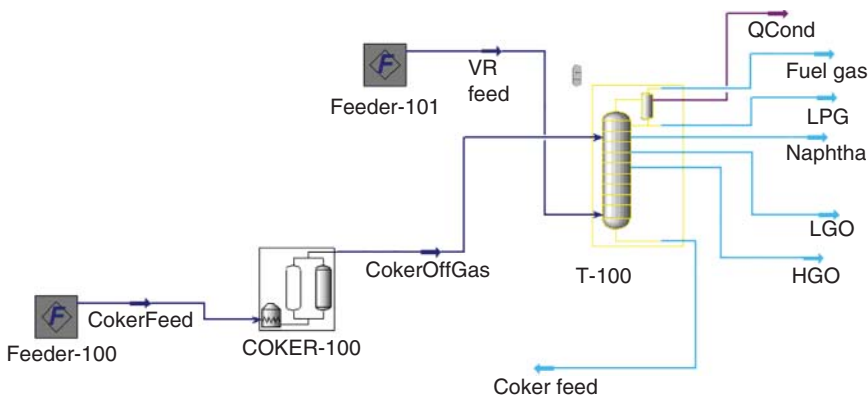 QCond
F
VR
feed
Fuel gas
Feeder-101
LPG
Naphtha
LGO
CokerOffGas
T-100
HGO
F
CokerFeed
Feeder-100
COKER-100
Coker feed